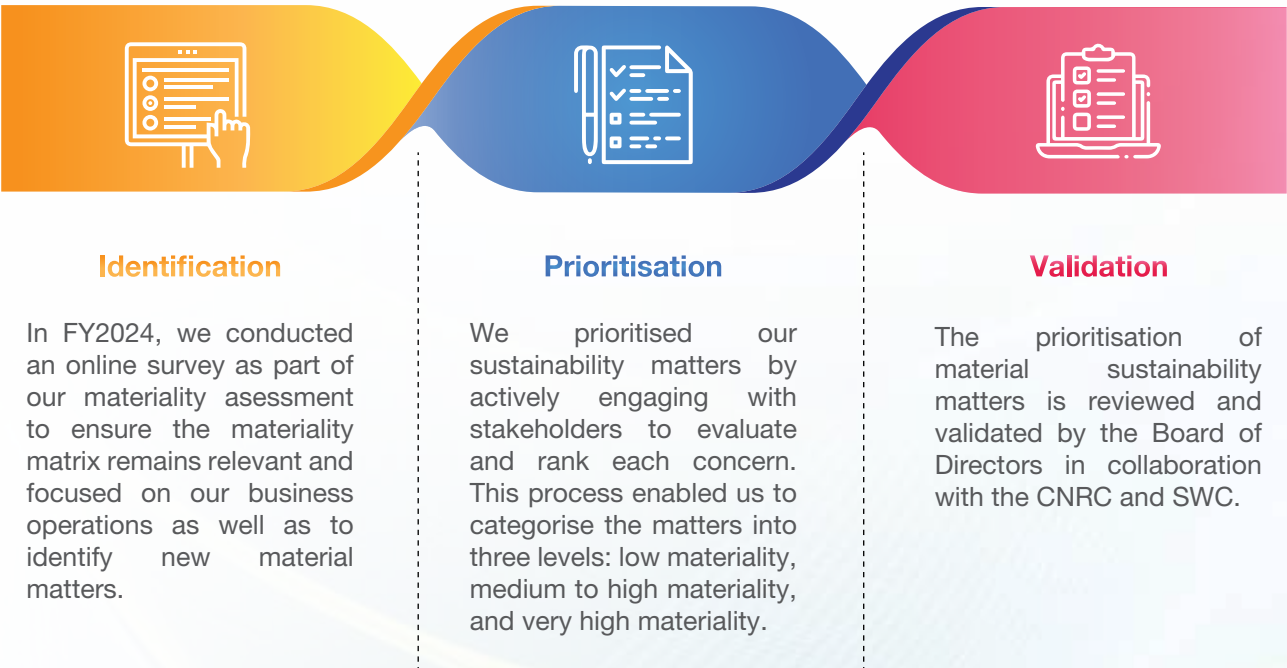 Identification
In FY2024, we conducted
an online survey as part of
our materiality asessment
to ensure the materiality
matrix remains relevant and
focused on our business
operations as well as to
identify new material
matters.
Prioritisation
We prioritised our
sustainability matters by
actively engaging with
stakeholders to evaluate
and rank each concern.
This process enabled us to
categorise the matters into
three levels: low materiality,
medium to high materiality,
and very high materiality.
Validation
The prioritisation of
material sustainability
matters is reviewed and
validated by the Board of
Directors in collaboration
with the CNRC and SWC.